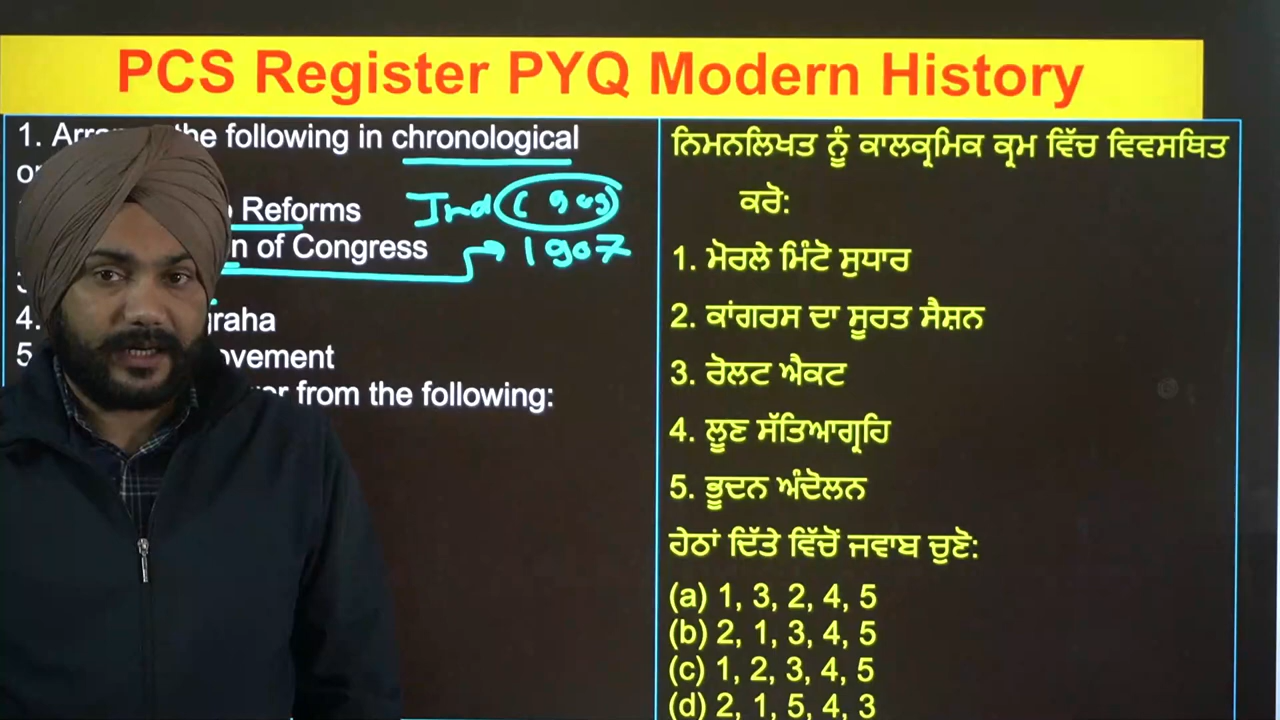 PCS Register PYQ Modern History
1. the following in chronological
Reforms
of Congress
4.
5
from the following:
Ind (1909)
1907
ਨਿਮਨਲਿਖਤ ਨੂੰ ਕਾਲਕ੍ਰਮਿਕ ਕ੍ਰਮ ਵਿੱਚ ਵਿਵਸਥਿਤ
ਕਰੋ:
1. ਮੋਰਲੇ ਮਿੰਟੋ ਸੁਧਾਰ
2. ਕਾਂਗਰਸ ਦਾ ਸੂਰਤ ਸੈਸ਼ਨ
3. ਰੋਲਟ ਐਕਟ
4. ਲੂਣ ਸੱਤਿਆਗ੍ਰਹਿ
5. ਭੂਦਨ ਅੰਦੋਲਨ
ਹੇਠਾਂ ਦਿੱਤੇ ਵਿੱਚੋਂ ਜਵਾਬ ਚੁਣੋ:
(a) 1, 3, 2, 4, 5
(b) 2, 1, 3, 4, 5
(c) 1, 2, 3, 4, 5
(d) 2, 1, 5, 4, 3